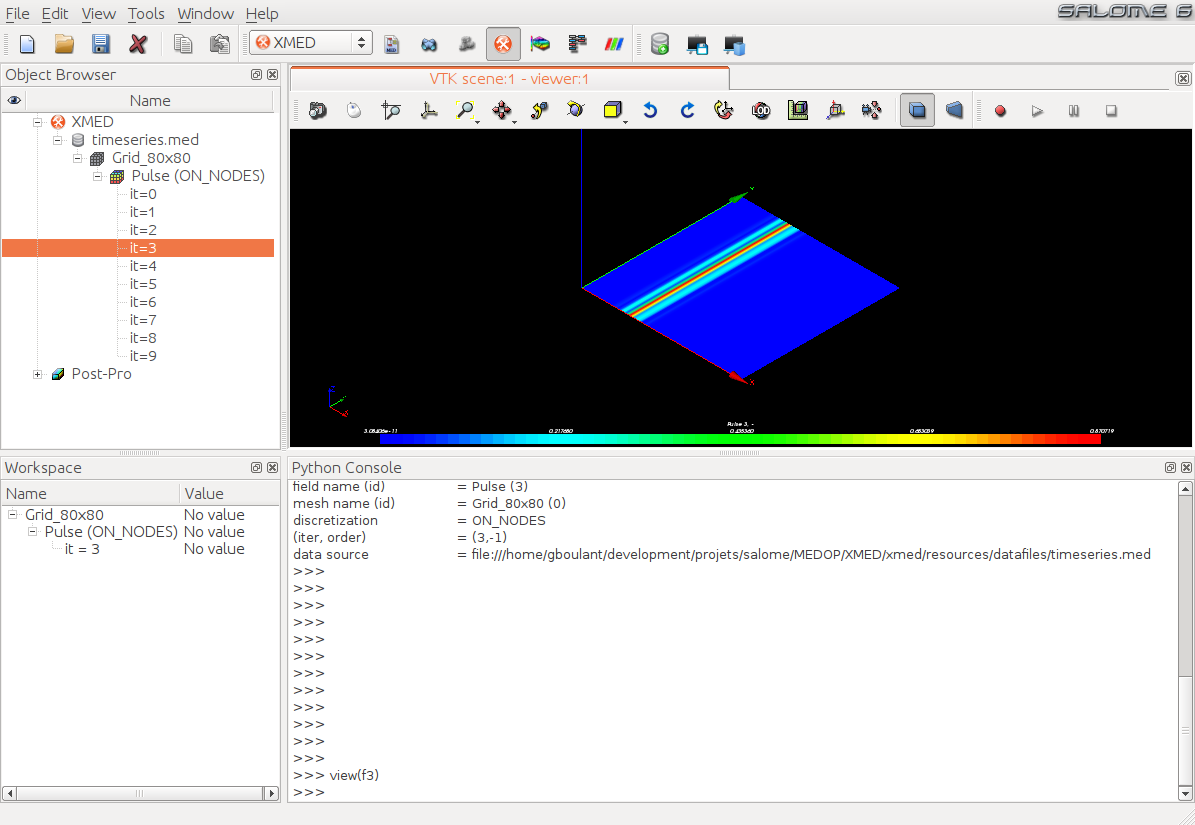 File Edit View Tools Window Help
SALOME 6
XMED
Object Browser
Name
XMED
timeseries.med
Grid_80x80
Pulse (ON_NODES)
it=0
it=1
it=2
it=3
it=4
it=5
it=6
it=7
it=8
it=9
Post-Pro
VTK scene:1 - viewer:1
Y
X
Pulse 3, -
0.217680 0.435360 0.653039 0.870719
Workspace
Name Value
Grid_80x80 No value
Pulse (ON_NODES) No value
it = 3 No value
Python Console
field name (id) = Pulse (3)
mesh name (id) = Grid_80x80 (0)
discretization = ON_NODES
(iter, order) = (3,-1)
data source = file:///home/gboulant/development/projets/salome/MEDOP/XMED/xmed/resources/datafiles/timeseries.med
>>>
>>>
>>>
>>>
>>>
>>>
>>>
>>>
>>>
>>>
>>>
>>>
>>> view(f3)
>>>